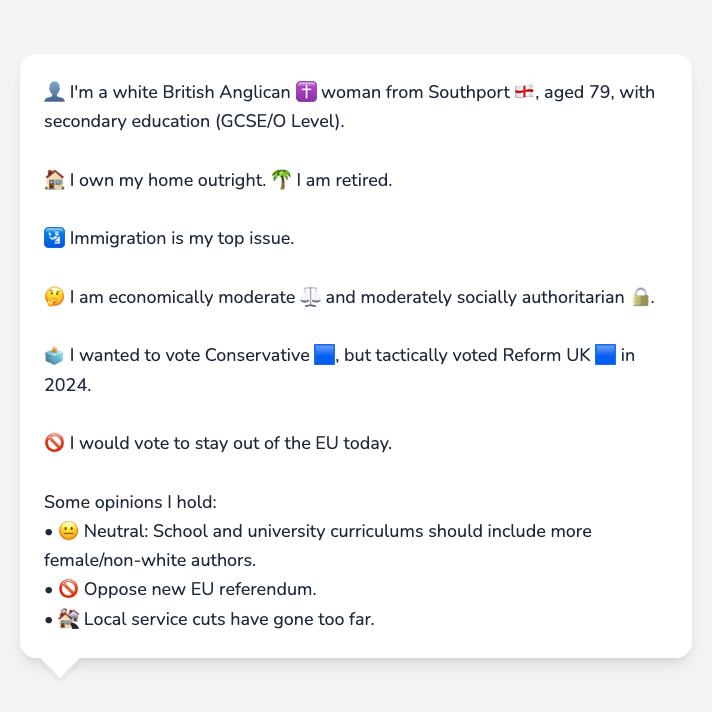 👤 I'm a white British Anglican ✝️ woman from Southport 🏴󠁧󠁢󠁥󠁮󠁧󠁿, aged 79, with
secondary education (GCSE/O Level).
🏠 I own my home outright. 🌴 I am retired.
🛂 Immigration is my top issue.
🤔 I am economically moderate ⚖️ and moderately socially authoritarian 🔒.
🗳️ I wanted to vote Conservative 🟦, but tactically voted Reform UK 🟦 in
2024.
🚫 I would vote to stay out of the EU today.
Some opinions I hold:
• 😐 Neutral: School and university curriculums should include more
female/non-white authors.
• 🚫 Oppose new EU referendum.
• 🏚️ Local service cuts have gone too far.